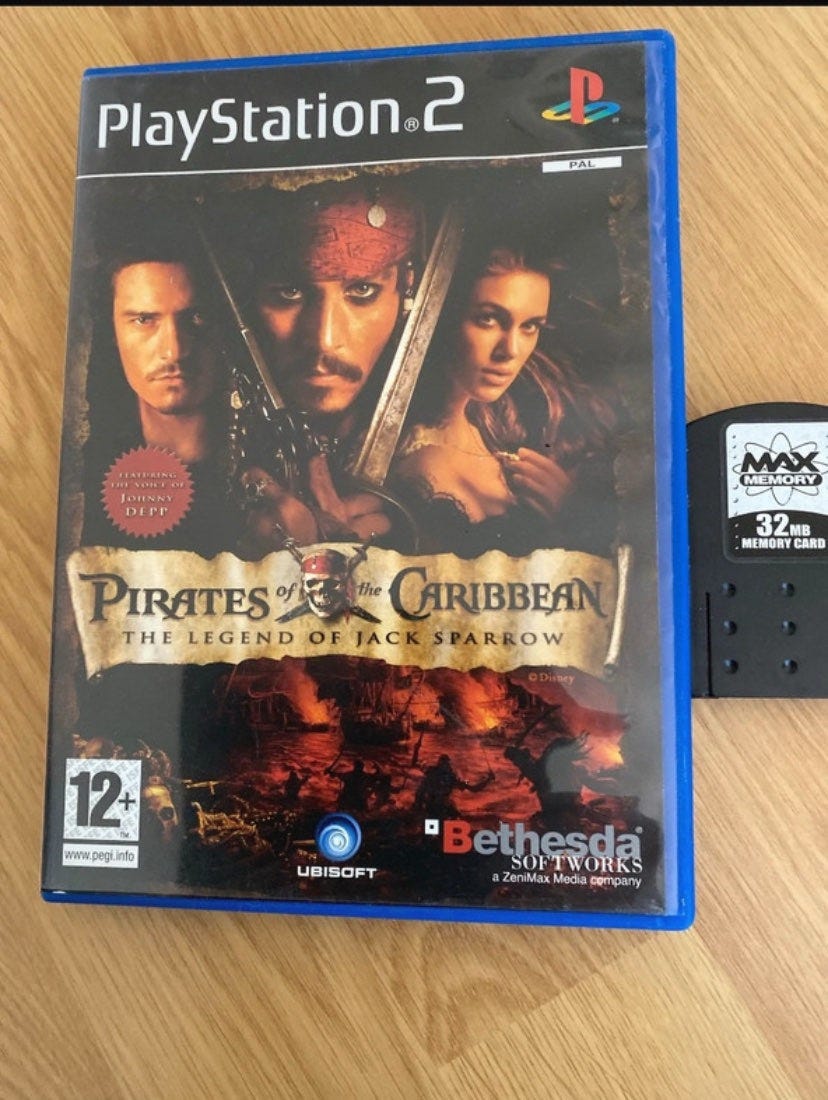 PlayStation®2
PAL
FEATURING
THE VOICE OF
JOHNNY
DEPP
PIRATES of the CARIBBEAN
THE LEGEND OF JACK SPARROW
© Disney
12+
TM
www.pegi.info
UBISOFT
Bethesda®
SOFTWORKS
a ZeniMax Media company
MAX
MEMORY
32MB
MEMORY CARD